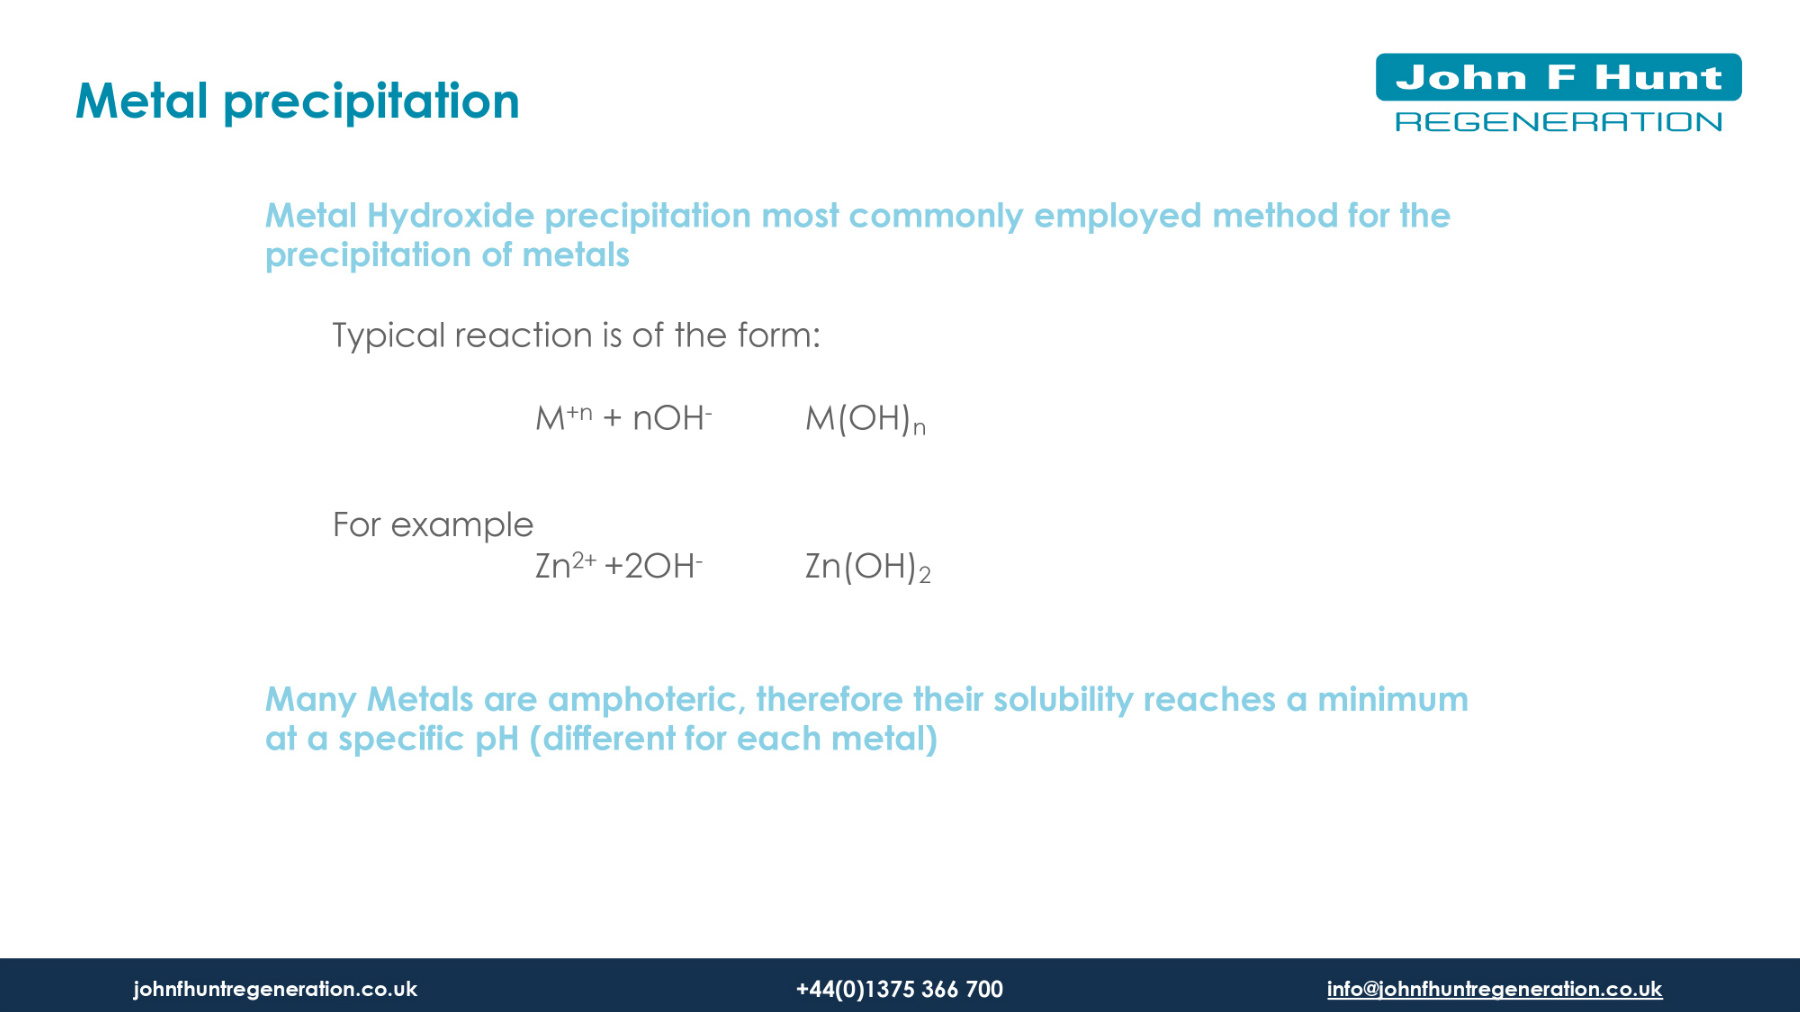 Metal precipitation
John F Hunt
REGENERATION
Metal Hydroxide precipitation most commonly employed method for the
precipitation of metals
Typical reaction is of the form:
M⁺ⁿ + nOH⁻ M(OH)ₙ
For example
Zn²⁺ +2OH⁻ Zn(OH)₂
Many Metals are amphoteric, therefore their solubility reaches a minimum
at a specific pH (different for each metal)
johnfhuntregeneration.co.uk +44(0)1375 366 700 info@johnfhuntregeneration.co.uk